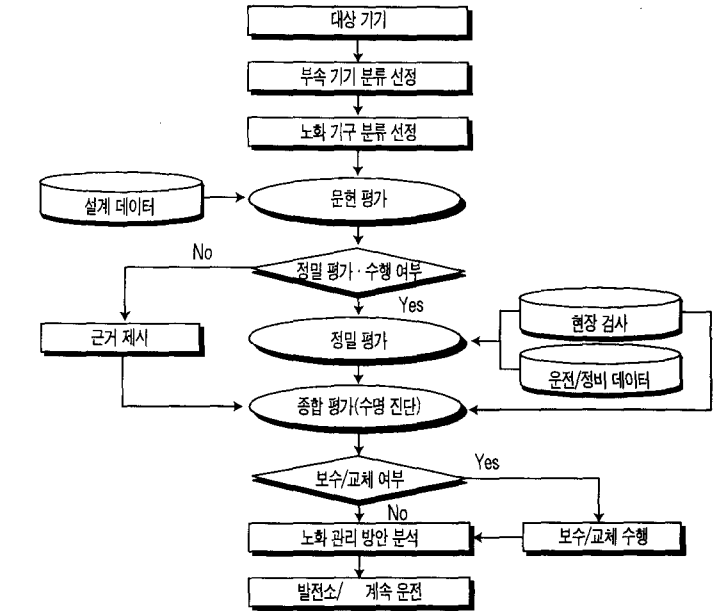 대상 기기
부속 기기 분류 선정
노화 기구 분류 선정
설계 데이터
문현 평가
No
정밀 평가·수행 여부
Yes
근거 제시
정밀 평가
현장 검사
운전/정비 데이터
종합 평가(수명 진단)
보수/교체 여부
Yes
No
노화 관리 방안 분석
보수/교체 수행
발전소/ 계속 운전